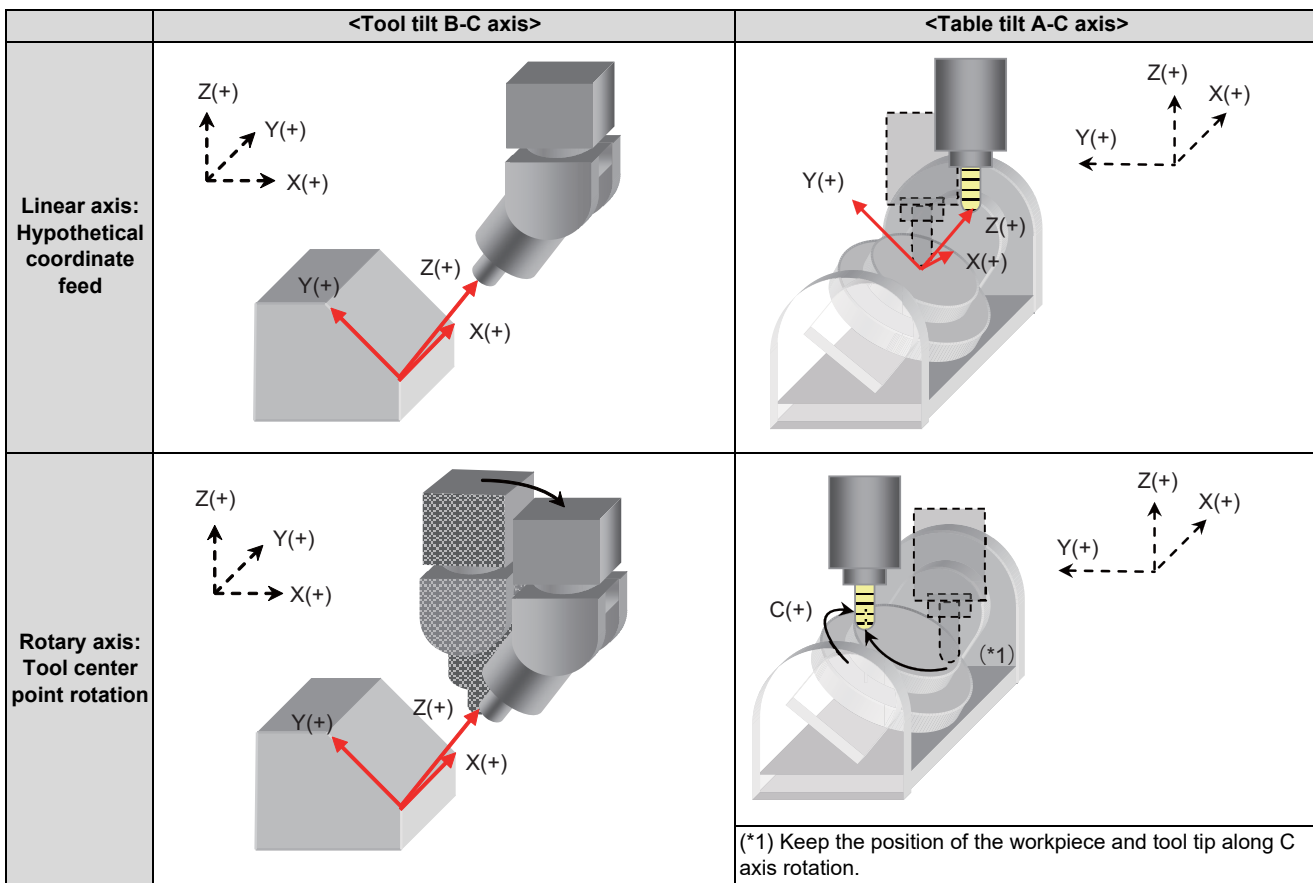 <Tool tilt B-C axis>
<Table tilt A-C axis>
Linear axis:
Hypothetical
coordinate
feed
Z(+)
Y(+)
X(+)
Z(+)
Y(+)
X(+)
Z(+)
X(+)
Y(+)
Y(+)
Z(+)
X(+)
Rotary axis:
Tool center
point rotation
Z(+)
Y(+)
X(+)
Z(+)
Y(+)
X(+)
Z(+)
X(+)
Y(+)
C(+)
(*1)
(*1) Keep the position of the workpiece and tool tip along C
axis rotation.